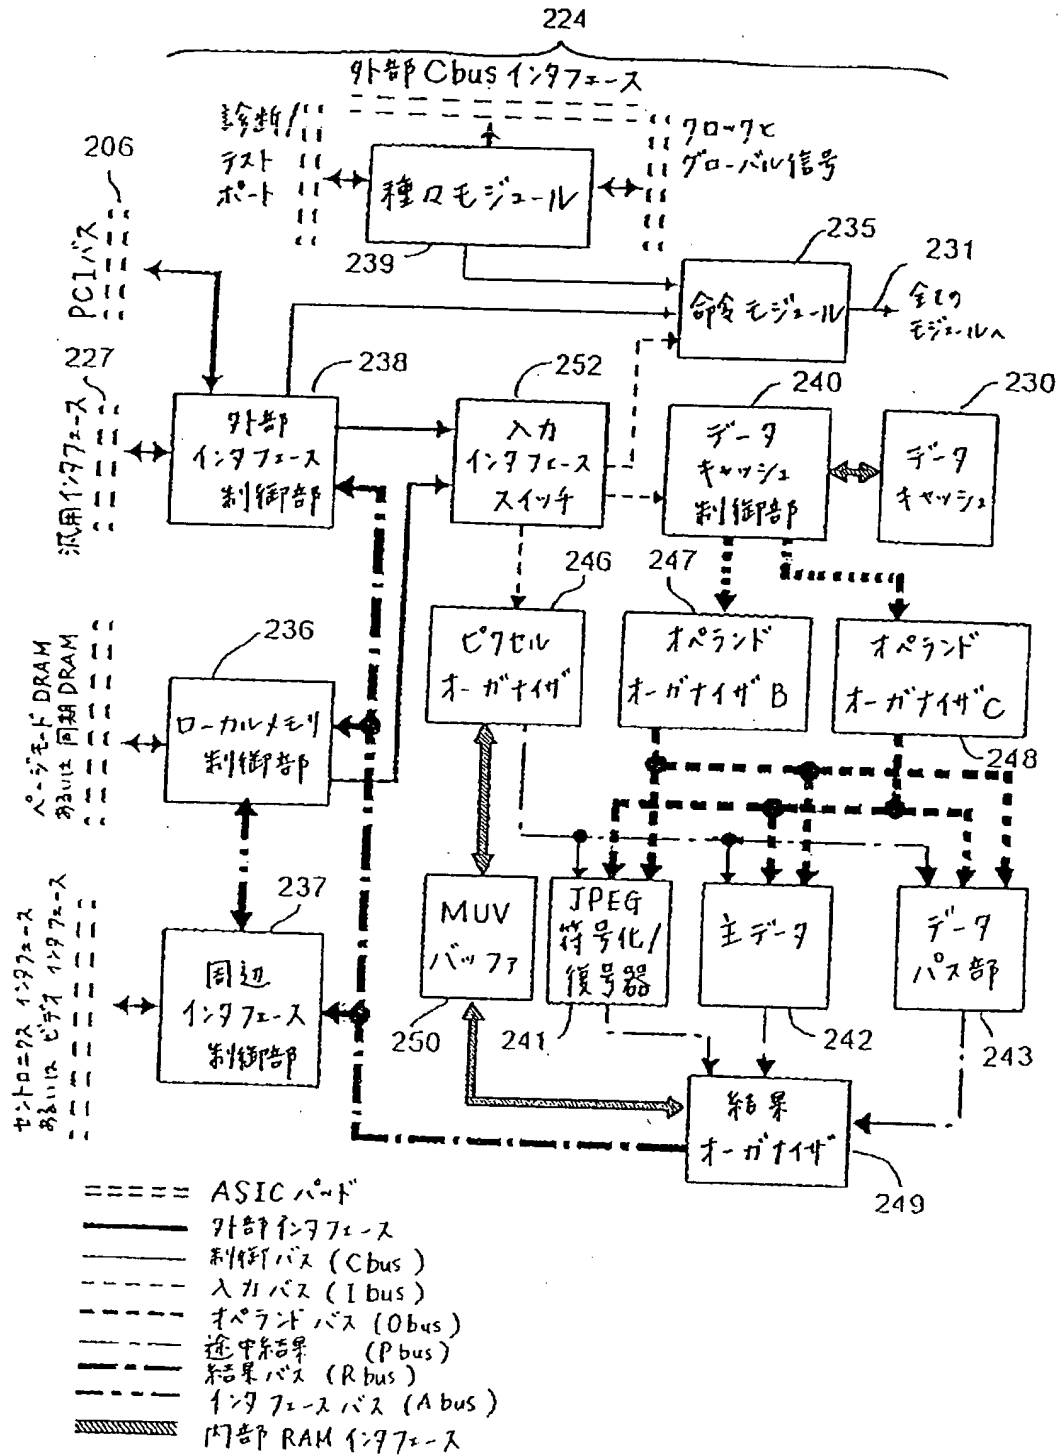 224
外部Cbusインタフェース
診断/
テスト
ポート
クロックと
グローバル信号
206
PCIバス
種々モジュール
239
235
命令モジュール
231
全ての
モジュールへ
227
汎用インタフェース
238
外部
インタフェース
制御部
252
入力
インタフェース
スイッチ
240
データ
キャッシュ
制御部
230
データ
キャッシュ
236
ページモードDRAM
あるいは同期DRAM
ローカルメモリ
制御部
246
ピクセル
オーガナイザ
247
オペランド
オーガナイザB
オペランド
オーガナイザC
248
237
セントロニクスインタフェース
あるいはビデオインタフェース
周辺
インタフェース
制御部
MUV
バッファ
250
JPEG
符号化/
復号器
241
主データ
242
データ
パス部
243
結果
オーガナイザ
249
ASICパッド
外部インタフェース
制御バス (Cbus)
入力バス (Ibus)
オペランドバス (Obus)
途中結果 (Pbus)
結果バス (Rbus)
インタフェースバス (Abus)
内部RAMインタフェース